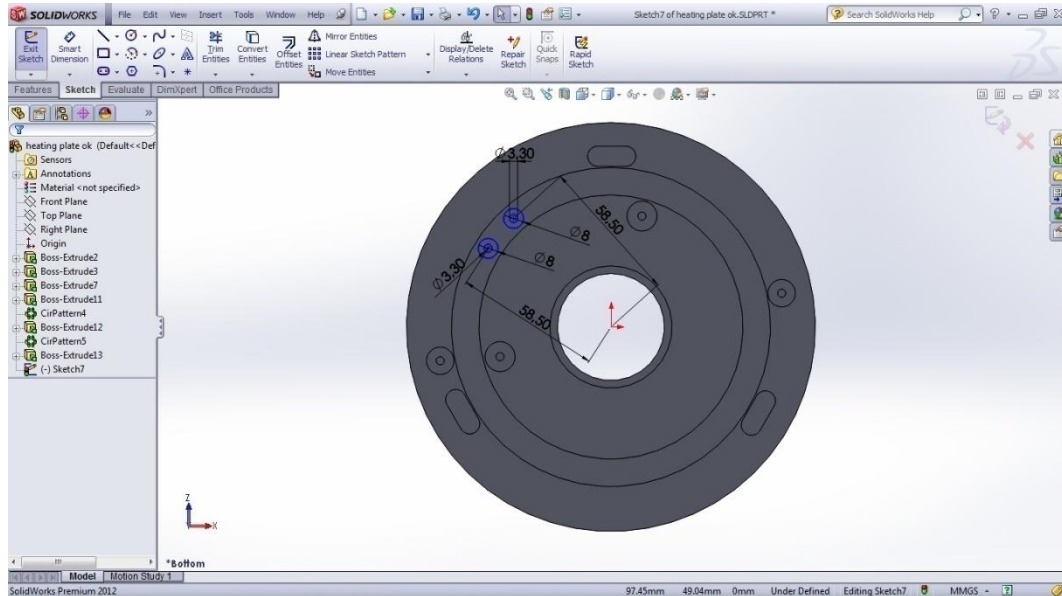 SOLIDWORKS File Edit View Insert Tools Window Help Sketch7 of heating plate ok.SLDPRT * Search SolidWorks Help
Exit Sketch
Smart Dimension
Trim Entities
Convert Entities
Offset Entities
Mirror Entities
Linear Sketch Pattern
Move Entities
Display/Delete Relations
Repair Sketch
Quick Snaps
Rapid Sketch
Features Sketch Evaluate DimXpert Office Products
heating plate ok (Default<<Def
Sensors
Annotations
Material <not specified>
Front Plane
Top Plane
Right Plane
Origin
Boss-Extrude2
Boss-Extrude3
Boss-Extrude7
Boss-Extrude11
CirPattern4
Boss-Extrude12
CirPattern5
Boss-Extrude13
(-) Sketch7
Ø3,30
58,50
Ø8
Ø8
Ø3,30
58,50
Z
X
*Bottom
Model Motion Study 1
SolidWorks Premium 2012 97.45mm 49.04mm 0mm Under Defined Editing Sketch7 MMGS